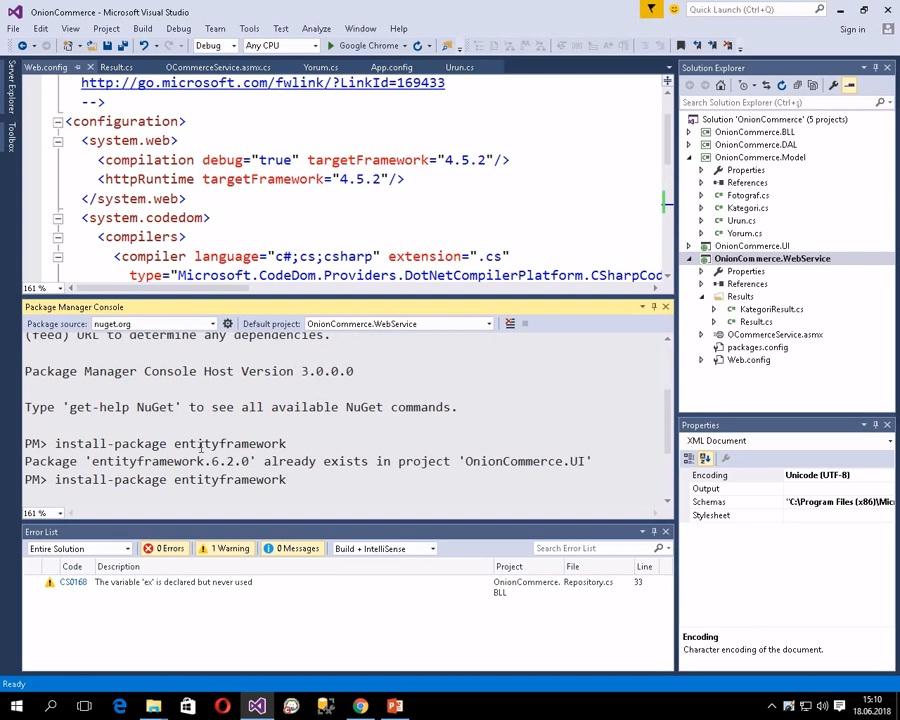 OnionCommerce - Microsoft Visual Studio
Quick Launch (Ctrl+Q)
File Edit View Project Build Debug Team Tools Test Analyze Window Help
Sign in
Debug Any CPU Google Chrome
Web.config Result.cs OCommerceService.asmx.cs Yorum.cs App.config Urun.cs
Server Explorer
Toolbox
http://go.microsoft.com/fwlink/?LinkId=169433
-->
<configuration>
<system.web>
<compilation debug="true" targetFramework="4.5.2"/>
<httpRuntime targetFramework="4.5.2"/>
</system.web>
<system.codedom>
<compilers>
<compiler language="c#;cs;csharp" extension=".cs"
type="Microsoft.CodeDom.Providers.DotNetCompilerPlatform.CSharpCod
161 %
Package Manager Console
Package source: nuget.org Default project: OnionCommerce.WebService
(feed) URL to determine any dependencies.
Package Manager Console Host Version 3.0.0.0
Type 'get-help NuGet' to see all available NuGet commands.
PM> install-package entityframework
Package 'entityframework.6.2.0' already exists in project 'OnionCommerce.UI'
PM> install-package entityframework
161 %
Error List
Entire Solution 0 Errors 1 Warning 0 Messages Build + IntelliSense Search Error List
Code Description Project File Line
CS0168 The variable 'ex' is declared but never used OnionCommerce. Repository.cs 33
BLL
Solution Explorer
Search Solution Explorer (Ctrl+ş)
Solution 'OnionCommerce' (5 projects)
OnionCommerce.BLL
OnionCommerce.DAL
OnionCommerce.Model
Properties
References
Fotograf.cs
Kategori.cs
Urun.cs
Yorum.cs
OnionCommerce.UI
OnionCommerce.WebService
Properties
References
Results
KategoriResult.cs
Result.cs
OCommerceService.asmx
packages.config
Web.config
Properties
XML Document
Encoding Unicode (UTF-8)
Output
Schemas "C:\Program Files (x86)\Micr
Stylesheet
Encoding
Character encoding of the document.
Ready
15:10
18.06.2018